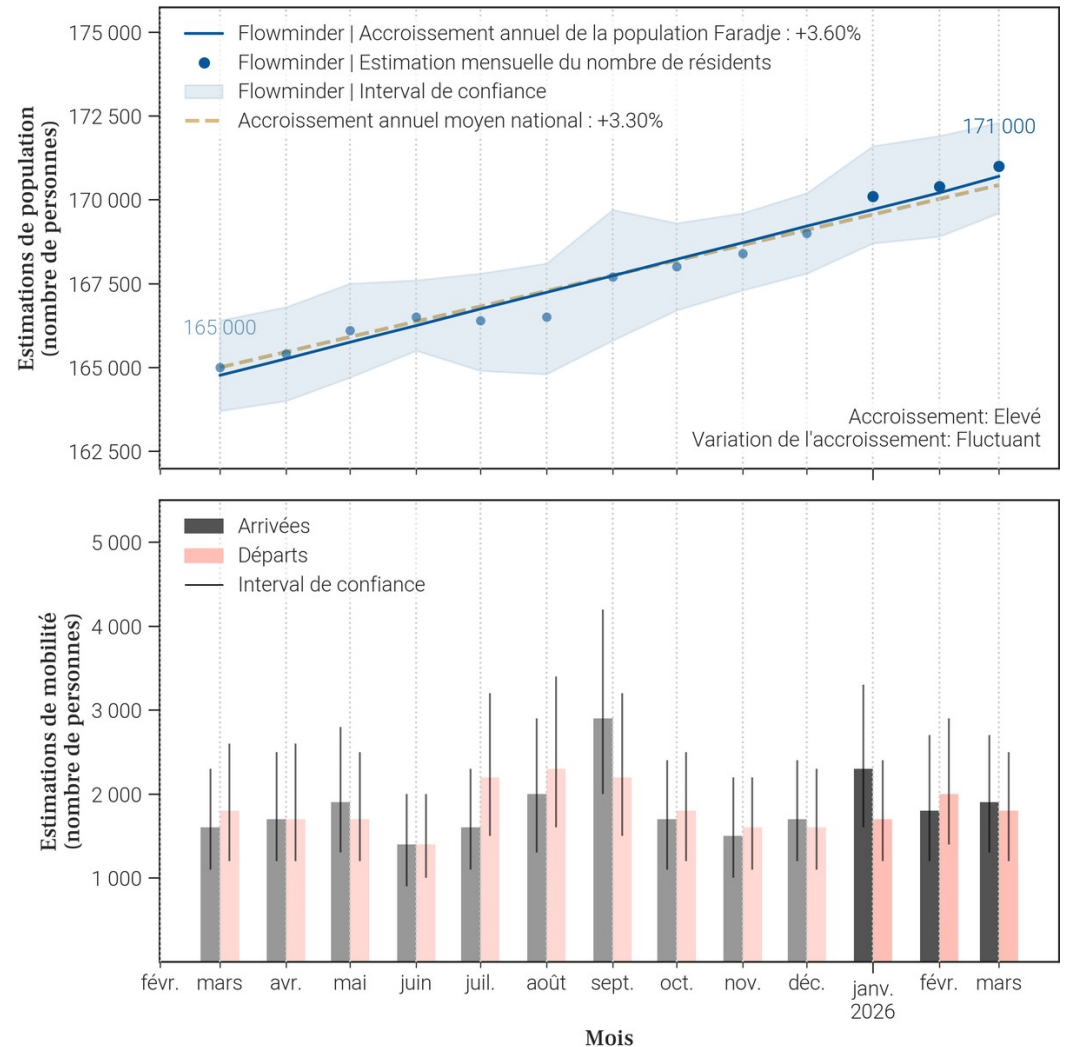 175 000
172 500
170 000
167 500
165 000
162 500
Estimations de population
(nombre de personnes)
Flowminder | Accroissement annuel de la population Faradje : +3.60%
Flowminder | Estimation mensuelle du nombre de résidents
Flowminder | Interval de confiance
Accroissement annuel moyen national : +3.30%
171 000
165 000
Accroissement: Elevé
Variation de l'accroissement: Fluctuant
5 000
4 000
3 000
2 000
1 000
Estimations de mobilité
(nombre de personnes)
Arrivées
Départs
Interval de confiance
févr. mars avr. mai juin juil. août sept. oct. nov. déc. janv. févr. mars
2026
Mois